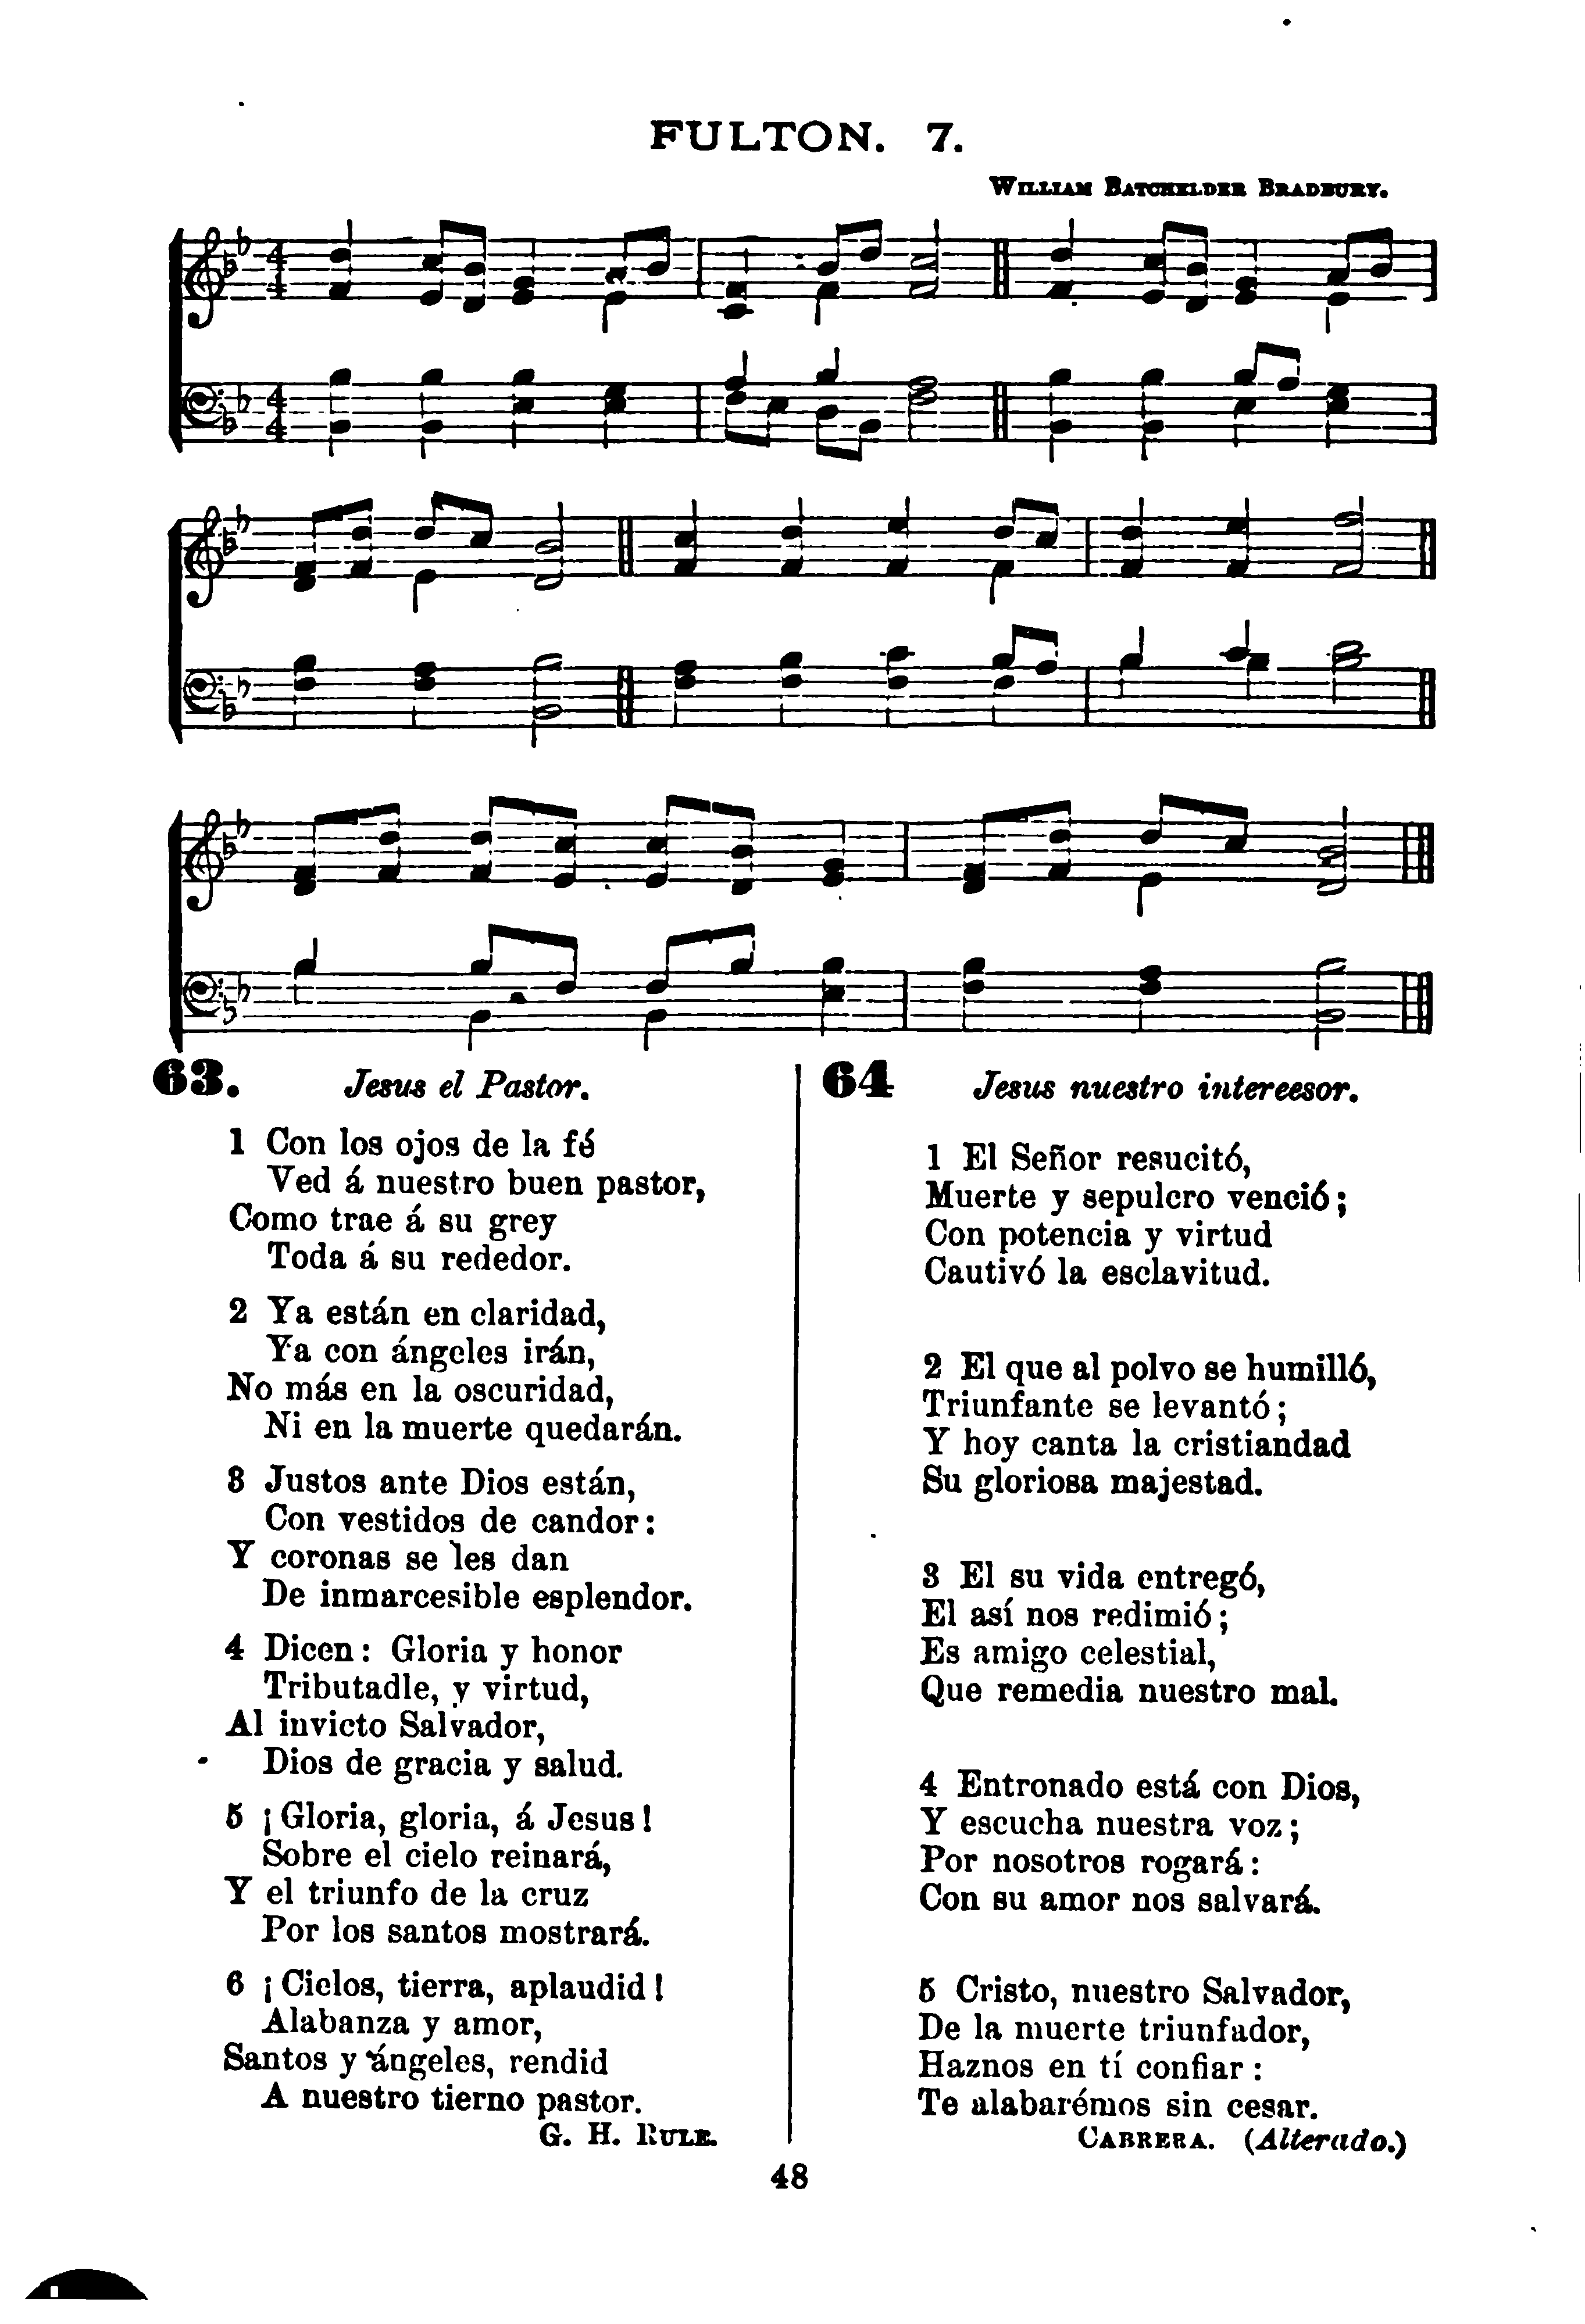 FULTON. 7.
WILLIAM BATCHELDER BRADBURY.
4
4
4
4
63.
Jesus el Pastor.
1 Con los ojos de la fé
Ved á nuestro buen pastor,
Como trae á su grey
Toda á su rededor.
2 Ya están en claridad,
Ya con ángeles irán,
No más en la oscuridad,
Ni en la muerte quedarán.
3 Justos ante Dios están,
Con vestidos de candor:
Y coronas se les dan
De inmarcesible esplendor.
4 Dicen: Gloria y honor
Tributadle, y virtud,
Al invicto Salvador,
Dios de gracia y salud.
5 ¡Gloria, gloria, á Jesus!
Sobre el cielo reinará,
Y el triunfo de la cruz
Por los santos mostrará.
6 ¡Cielos, tierra, aplaudid!
Alabanza y amor,
Santos y ángeles, rendid
A nuestro tierno pastor.
G. H. RULE.
64
Jesus nuestro intereesor.
1 El Señor resucitó,
Muerte y sepulcro venció;
Con potencia y virtud
Cautivó la esclavitud.
2 El que al polvo se humilló,
Triunfante se levantó;
Y hoy canta la cristiandad
Su gloriosa majestad.
3 El su vida entregó,
El así nos redimió;
Es amigo celestial,
Que remedia nuestro mal.
4 Entronado está con Dios,
Y escucha nuestra voz;
Por nosotros rogará:
Con su amor nos salvará.
5 Cristo, nuestro Salvador,
De la muerte triunfador,
Haznos en tí confiar:
Te alabarémos sin cesar.
CABRERA. (Alterado.)
48